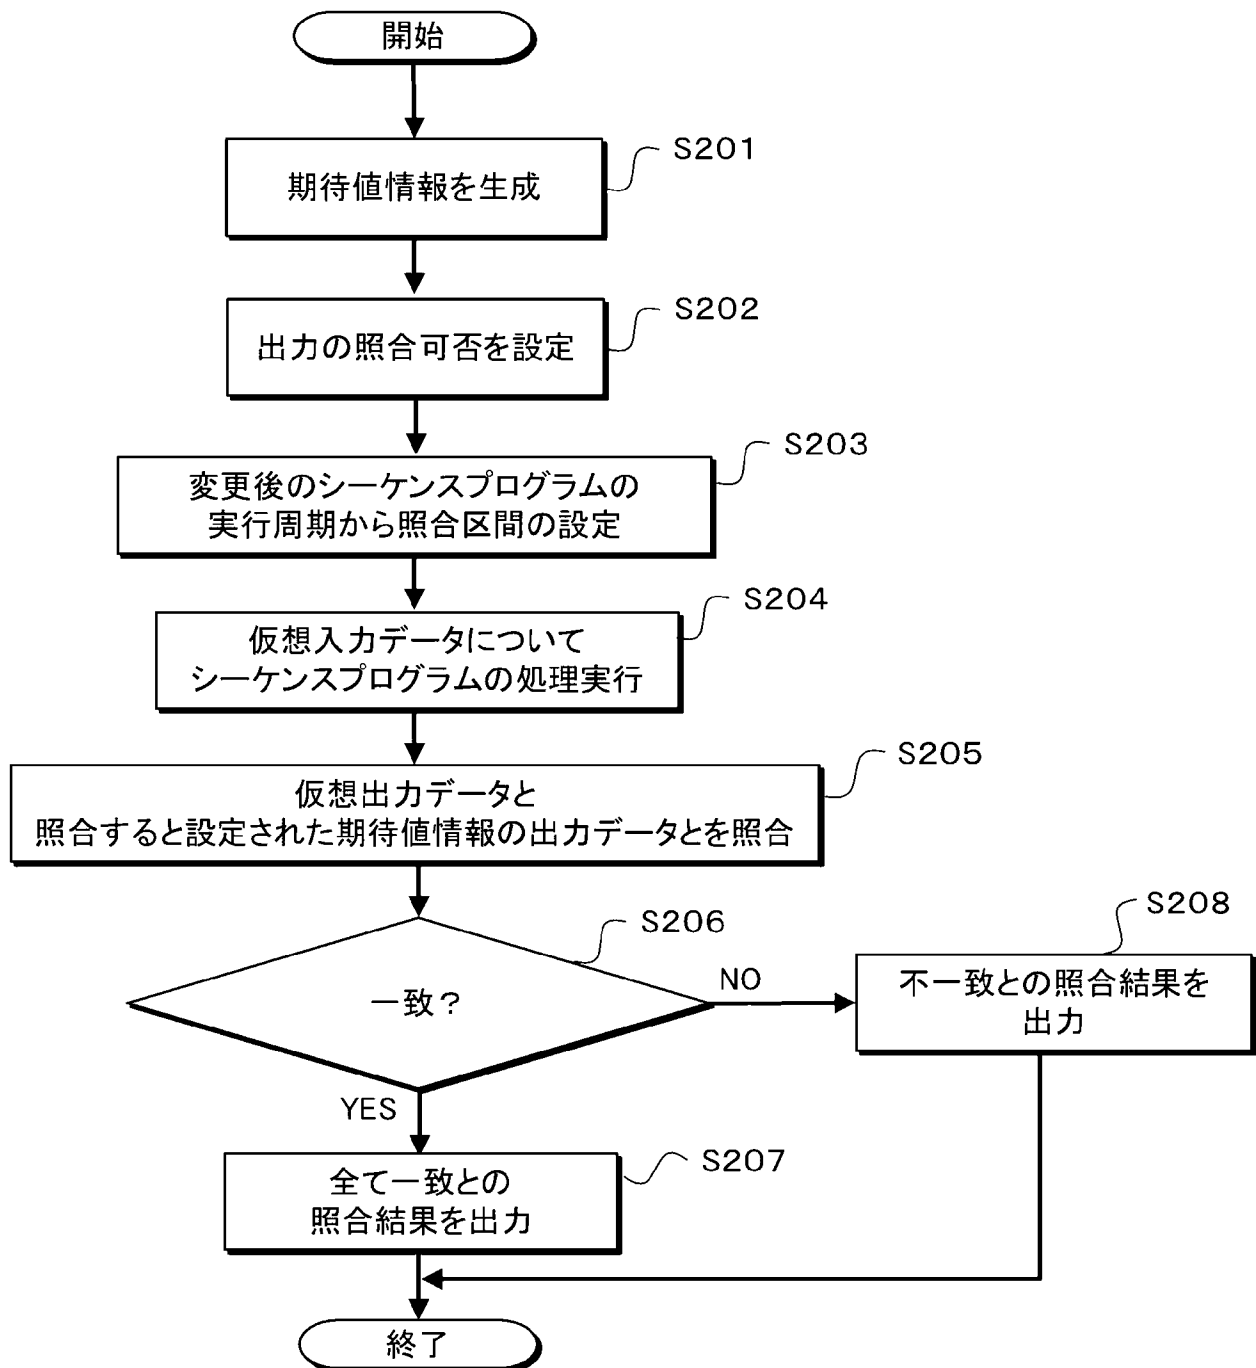 開始
S201
期待値情報を生成
S202
出力の照合可否を設定
S203
変更後のシーケンスプログラムの
実行周期から照合区間の設定
S204
仮想入力データについて
シーケンスプログラムの処理実行
S205
仮想出力データと
照合すると設定された期待値情報の出力データとを照合
S206
一致?
NO
S208
不一致との照合結果を
出力
YES
S207
全て一致との
照合結果を出力
終了